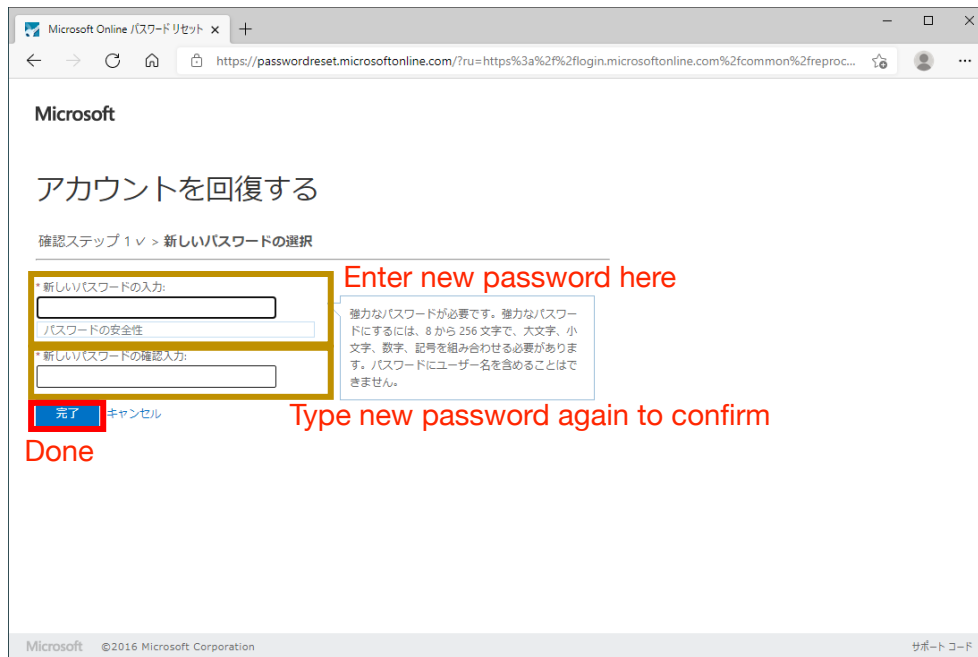 Microsoft Online パスワード リセット
https://passwordreset.microsoftonline.com/?ru=https%3a%2f%2flogin.microsoftonline.com%2fcommon%2freproc...
Microsoft
アカウントを回復する
確認ステップ 1 ✓ > 新しいパスワードの選択
Enter new password here
* 新しいパスワードの入力:
パスワードの安全性
強力なパスワードが必要です。強力なパスワー
ドにするには、8 から 256 文字で、大文字、小
文字、数字、記号を組み合わせる必要がありま
す。パスワードにユーザー名を含めることはで
きません。
* 新しいパスワードの確認入力:
完了 キャンセル
Type new password again to confirm
Done
Microsoft ©2016 Microsoft Corporation サポート コード